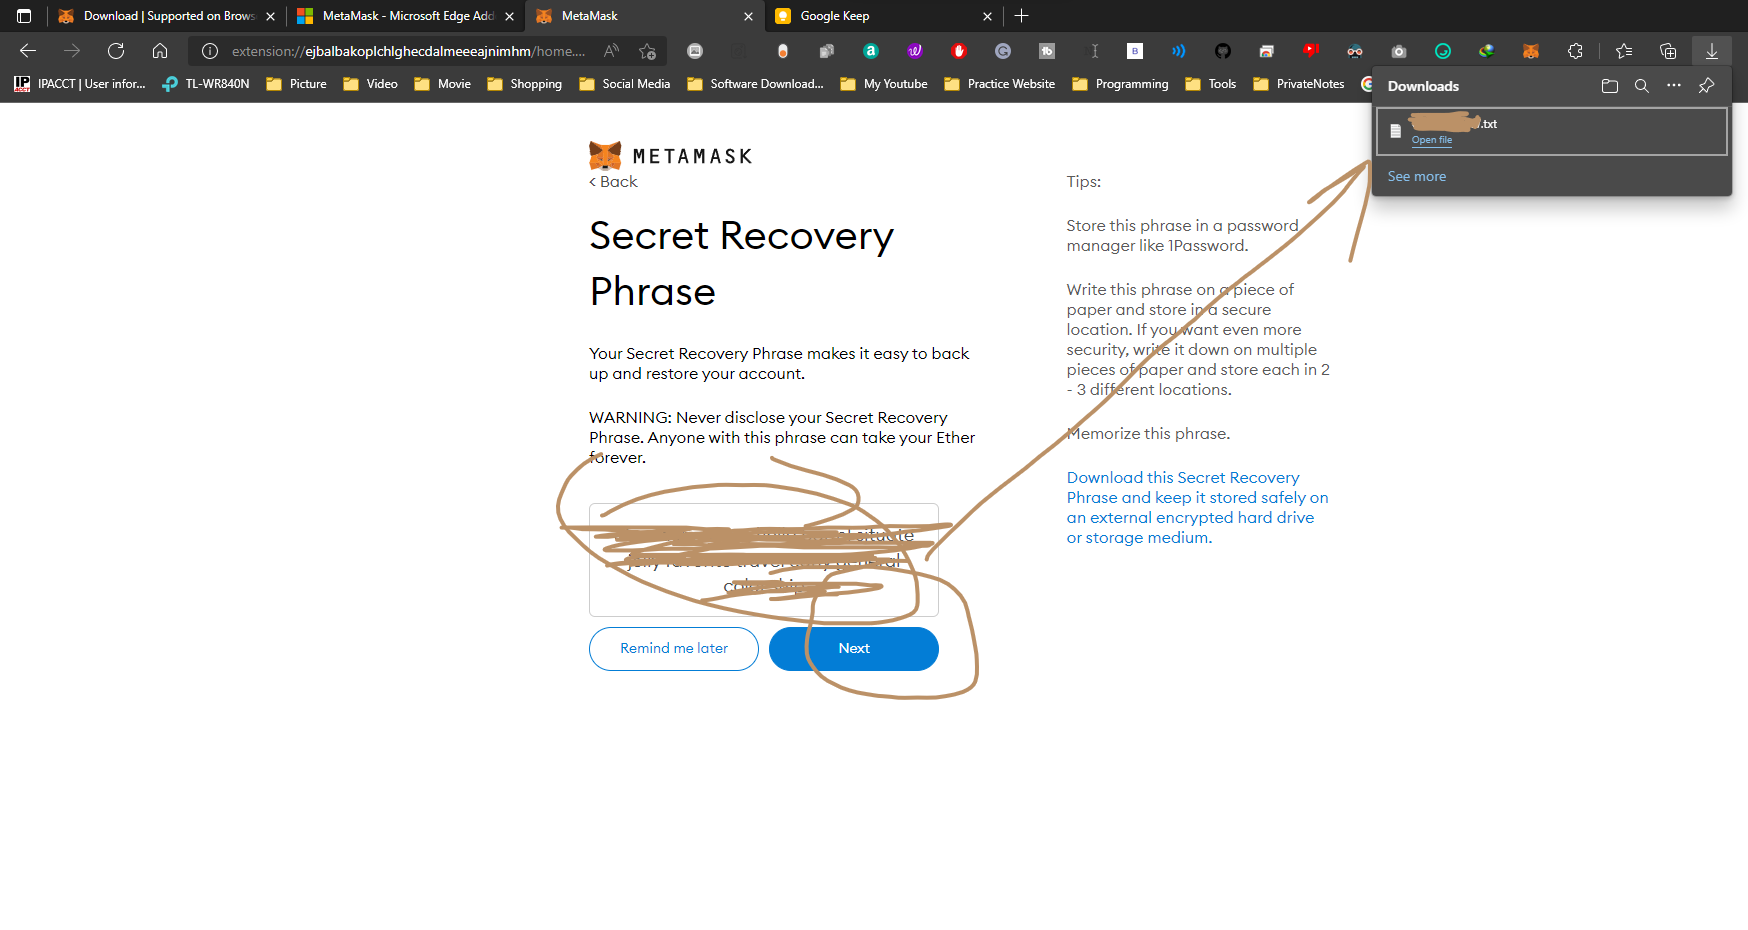 Download | Supported on Brows
MetaMask - Microsoft Edge Add
MetaMask
Google Keep
extension://ejbalbakoplchlghecdalmeeeajnimhm/home....
IPACCT | User infor...
TL-WR840N
Picture
Video
Movie
Shopping
Social Media
Software Download...
My Youtube
Practice Website
Programming
Tools
PrivateNotes
Downloads
.txt
Open file
See more
METAMASK
< Back
Secret Recovery
Phrase
Your Secret Recovery Phrase makes it easy to back
up and restore your account.
WARNING: Never disclose your Secret Recovery
Phrase. Anyone with this phrase can take your Ether
forever.
Remind me later
Next
Tips:
Store this phrase in a password
manager like 1Password.
Write this phrase on a piece of
paper and store in a secure
location. If you want even more
security, write it down on multiple
pieces of paper and store each in 2
- 3 different locations.
Memorize this phrase.
Download this Secret Recovery
Phrase and keep it stored safely on
an external encrypted hard drive
or storage medium.